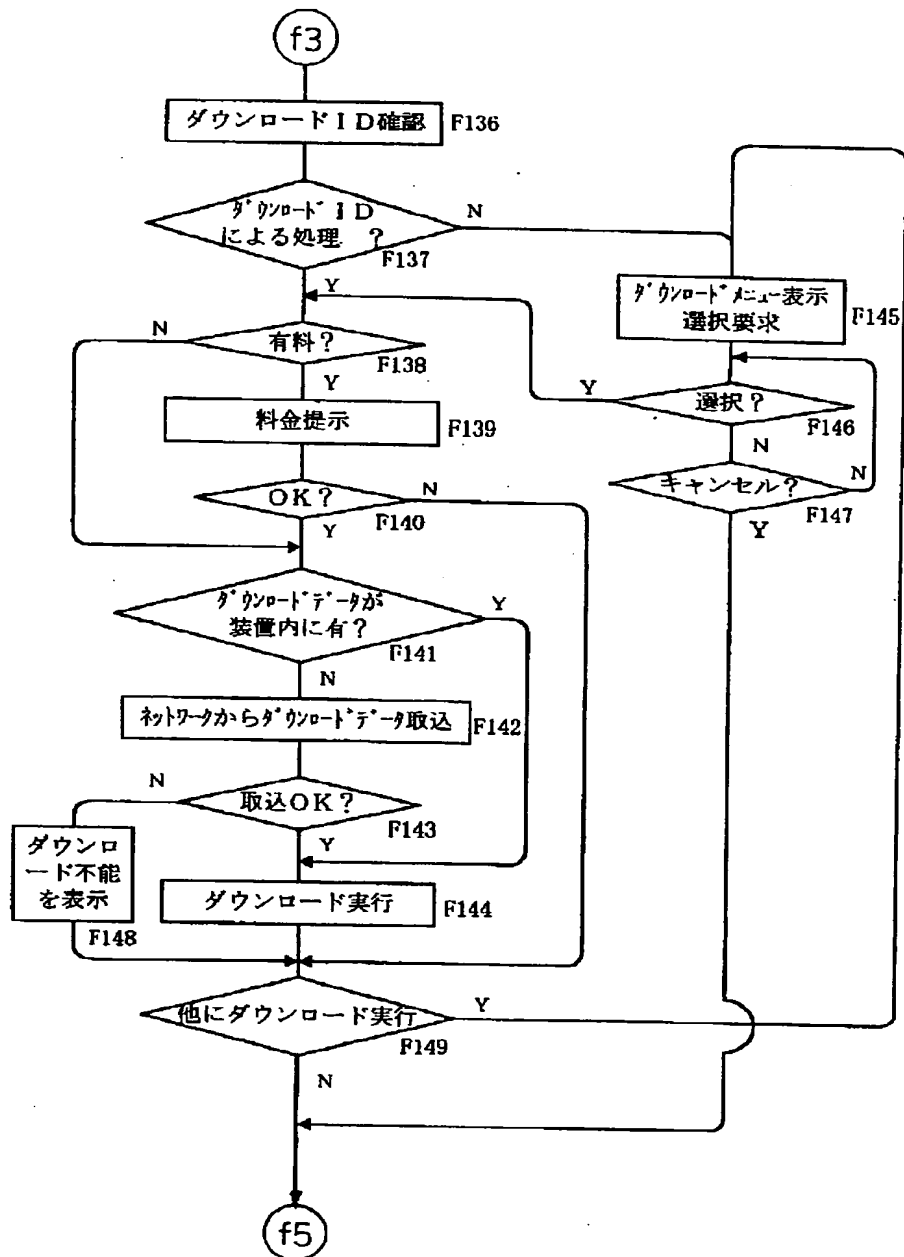 f3
ダウンロードID確認
F136
ダウンロードID
による処理 ?
F137
N
Y
ダウンロードメニュー表示
選択要求
F145
N
有料?
F138
Y
Y
選択?
F146
N
料金提示
F139
キャンセル?
F147
N
Y
OK?
F140
N
Y
ダウンロードデータが
装置内に有?
F141
Y
N
ネットワークからダウンロードデータ取込
F142
N
取込OK?
F143
Y
ダウンロ
ード不能
を表示
F148
ダウンロード実行
F144
他にダウンロード実行
F149
Y
N
f5